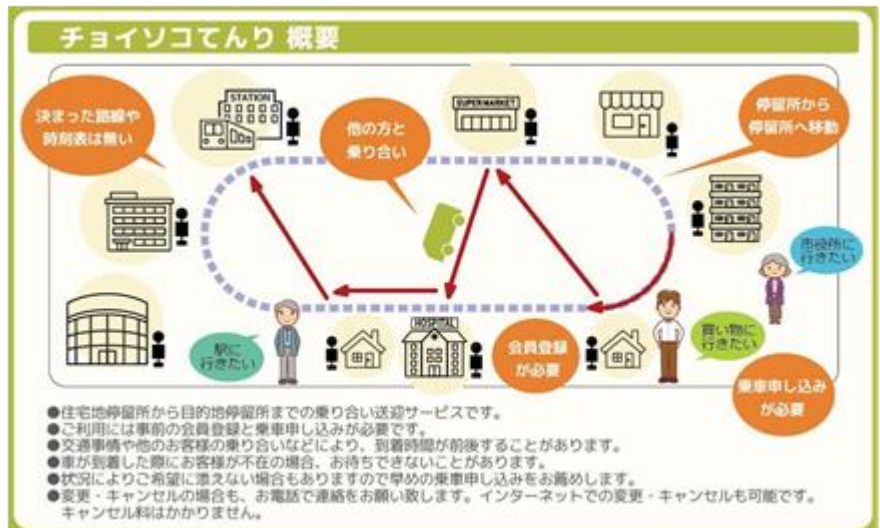 チョイソコてんり 概要
決まった路線や
時刻表は無い
STATION
他の方と
乗り合い
SUPERMARKET
停留所から
停留所へ移動
市役所に
行きたい
駅に
行きたい
HOSPITAL
会員登録
が必要
買い物に
行きたい
乗車申し込み
が必要
●住宅地停留所から目的地停留所までの乗り合い送迎サービスです。
●ご利用には事前の会員登録と乗車申し込みが必要です。
●交通事情や他のお客様の乗り合いなどにより、到着時間が前後することがあります。
●車が到着した際にお客様が不在の場合、お待ちできないことがあります。
●状況によりご希望に添えない場合もありますので早めの乗車申し込みをお薦めします。
●変更・キャンセルの場合も、お電話で連絡をお願い致します。インターネットでの変更・キャンセルも可能です。
キャンセル料はかかりません。